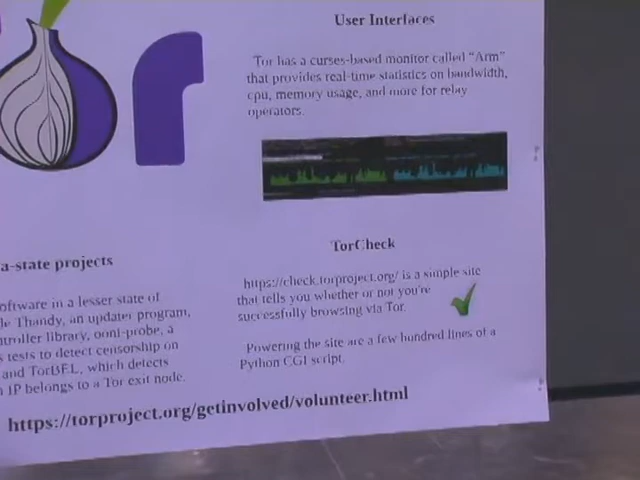 or
User Interfaces
Tor has a curses-based monitor called "Arm"
that provides real-time statistics on bandwidth,
cpu, memory usage, and more for relay
operators.
TorCheck
https://check.torproject.org/ is a simple site
that tells you whether or not you're
successfully browsing via Tor.
Powering the site are a few hundred lines of a
Python CGI script.
a-state projects
oftware in a lesser state of
le Thandy, an updater program,
ntroller library, ooni-probe, a
s tests to detect censorship on
and TorBEL, which detects
IP belongs to a Tor exit node.
https://torproject.org/getinvolved/volunteer.html